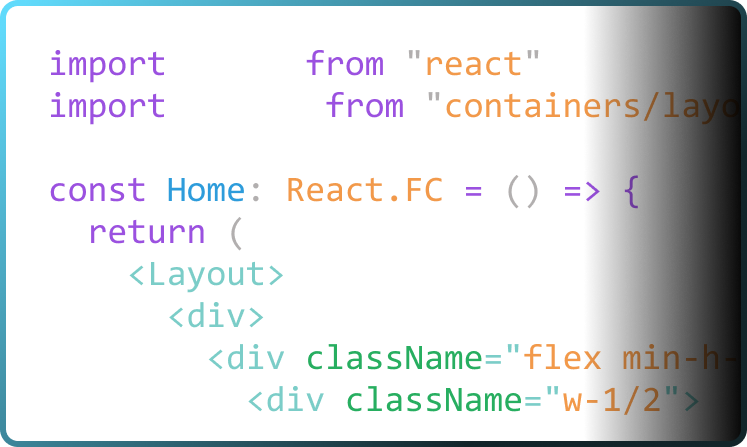 import from "react"
import from "containers/layo
const Home: React.FC = () => {
return (
<Layout>
<div>
<div className="flex min-h-
<div className="w-1/2">